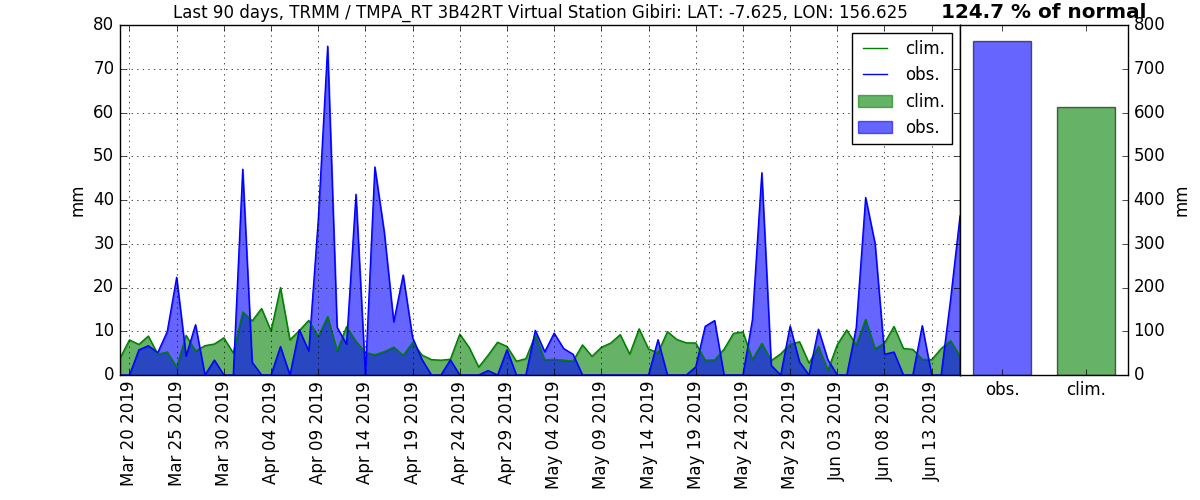 Last 90 days, TRMM / TMPA_RT 3B42RT Virtual Station Gibiri: LAT: -7.625, LON: 156.625
124.7 % of normal
80
70
60
50
40
30
20
10
0
mm
clim.
obs.
clim.
obs.
800
700
600
500
400
300
200
100
0
mm
obs.
clim.
Mar 20 2019
Mar 25 2019
Mar 30 2019
Apr 04 2019
Apr 09 2019
Apr 14 2019
Apr 19 2019
Apr 24 2019
Apr 29 2019
May 04 2019
May 09 2019
May 14 2019
May 19 2019
May 24 2019
May 29 2019
Jun 03 2019
Jun 08 2019
Jun 13 2019